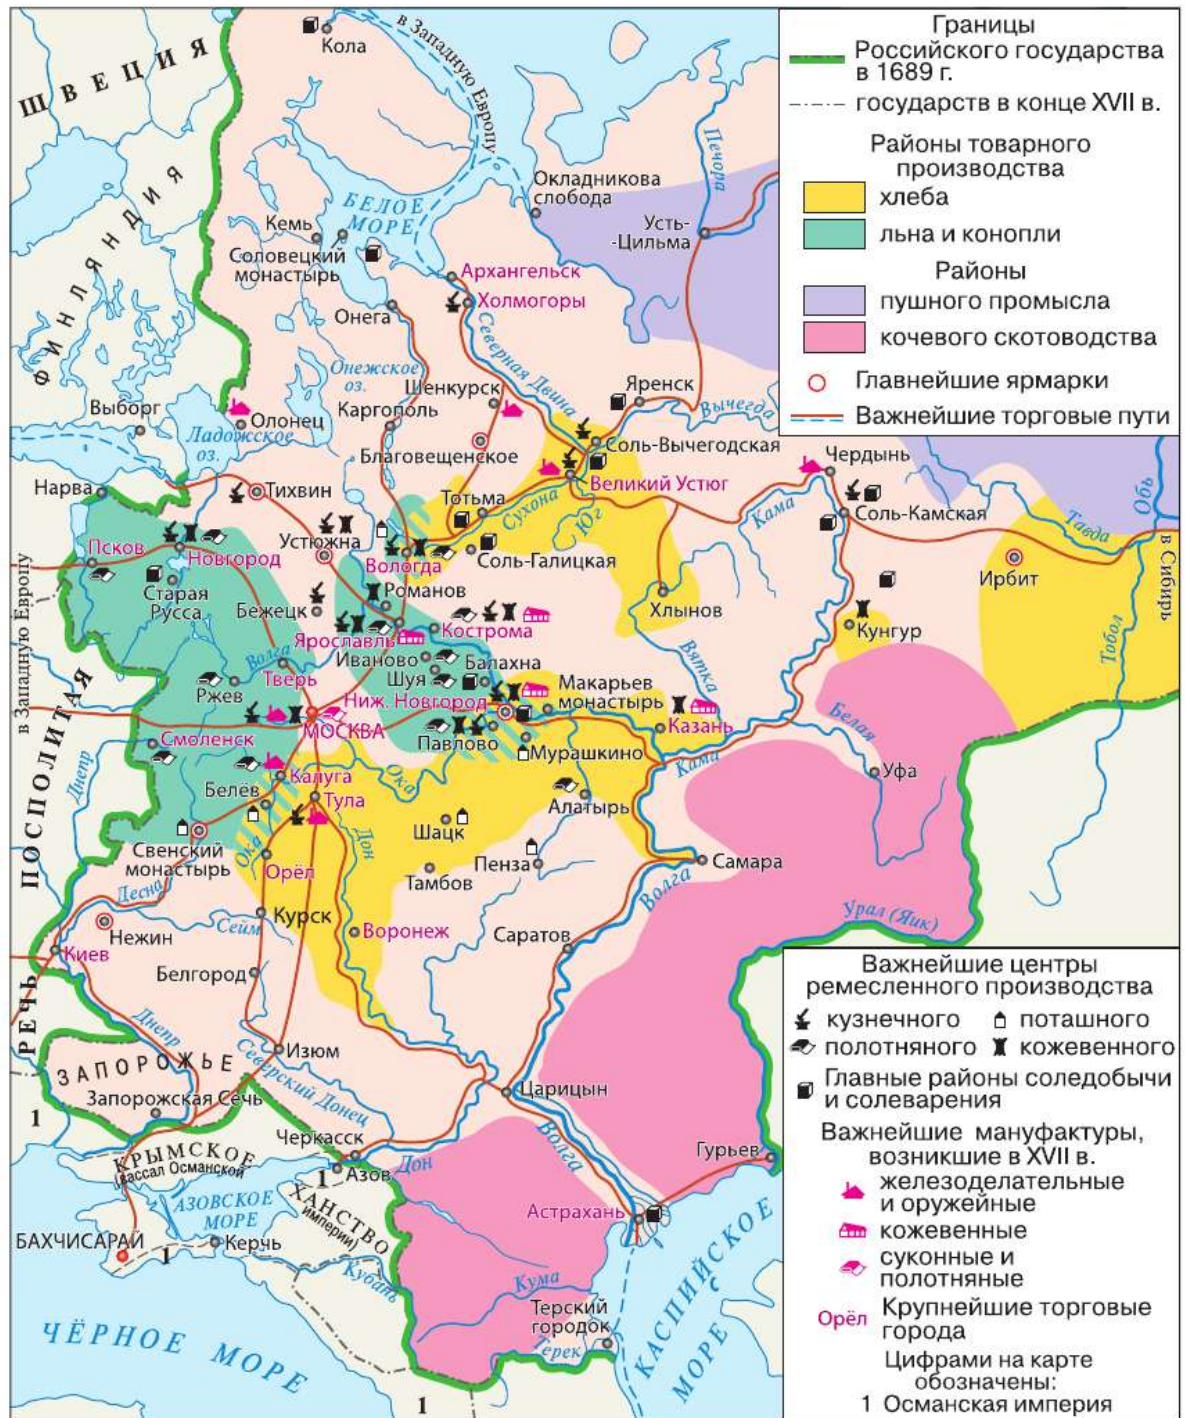 Границы
Российского государства
в 1689 г.
государств в конце XVII в.
Районы товарного
производства
хлеба
льна и конопли
Районы
пушного промысла
кочевого скотоводства
Главнейшие ярмарки
Важнейшие торговые пути
ШВЕЦИЯ
ФИНЛЯНДИЯ
Кола
в Западную Европу
Печора
Окладникова
слобода
Усть-
-Цильма
БЕЛОЕ
МОРЕ
Кемь
Соловецкий
монастырь
Архангельск
Холмогоры
Онега
Северная Двина
Онежское
оз.
Шенкурск
Яренск
Вычегда
Выборг
Олонец
Каргополь
Ладожское
оз.
Благовещенское
Соль-Вычегодская
Чердынь
Нарва
Тихвин
Великий Устюг
Тотьма
Сухона
Юг
Кама
Соль-Камская
Тавда
Обь
Псков
Новгород
Устюжна
Вологда
Соль-Галицкая
в Западную Европу
Старая
Русса
Бежецк
Романов
Хлынов
Ирбит
в Сибирь
Кострома
Кунгур
Ярославль
Волга
Тверь
Иваново
Балахна
Вятка
Тобол
Ржев
Шуя
Макарьев
монастырь
Ниж. Новгород
Казань
МОСКВА
Смоленск
Павлово
Мурашкино
Белая
Днепр
Калуга
Ока
Кама
Уфа
Белёв
Тула
Алатырь
Шацк
Дон
Свенский
монастырь
Ока
Пенза
Самара
Орёл
Тамбов
РЕЧЬ ПОСПОЛИТАЯ
Десна
Волга
Курск
Сейм
Нежин
Воронеж
Саратов
Урал (Яик)
Киев
Белгород
Днепр
Изюм
ЗАПОРОЖЬЕ
Северский Донец
Запорожская Сечь
Царицын
1
Черкасск
Волга
Гурьев
КРЫМСКОЕ
(вассал Османской
Азов
Дон
1
АЗОВСКОЕ
МОРЕ
ХАНСТВО
империи)
Астрахань
БАХЧИСАРАЙ
1
Керчь
Кубань
Кума
КАСПИЙСКОЕ
МОРЕ
ЧЁРНОЕ МОРЕ
Терский
городок
Терек
1
Важнейшие центры
ремесленного производства
кузнечного
поташного
полотняного
кожевенного
Главные районы соледобычи
и солеварения
Важнейшие мануфактуры,
возникшие в XVII в.
железоделательные
и оружейные
кожевенные
суконные и
полотняные
Орёл Крупнейшие торговые
города
Цифрами на карте
обозначены:
1 Османская империя